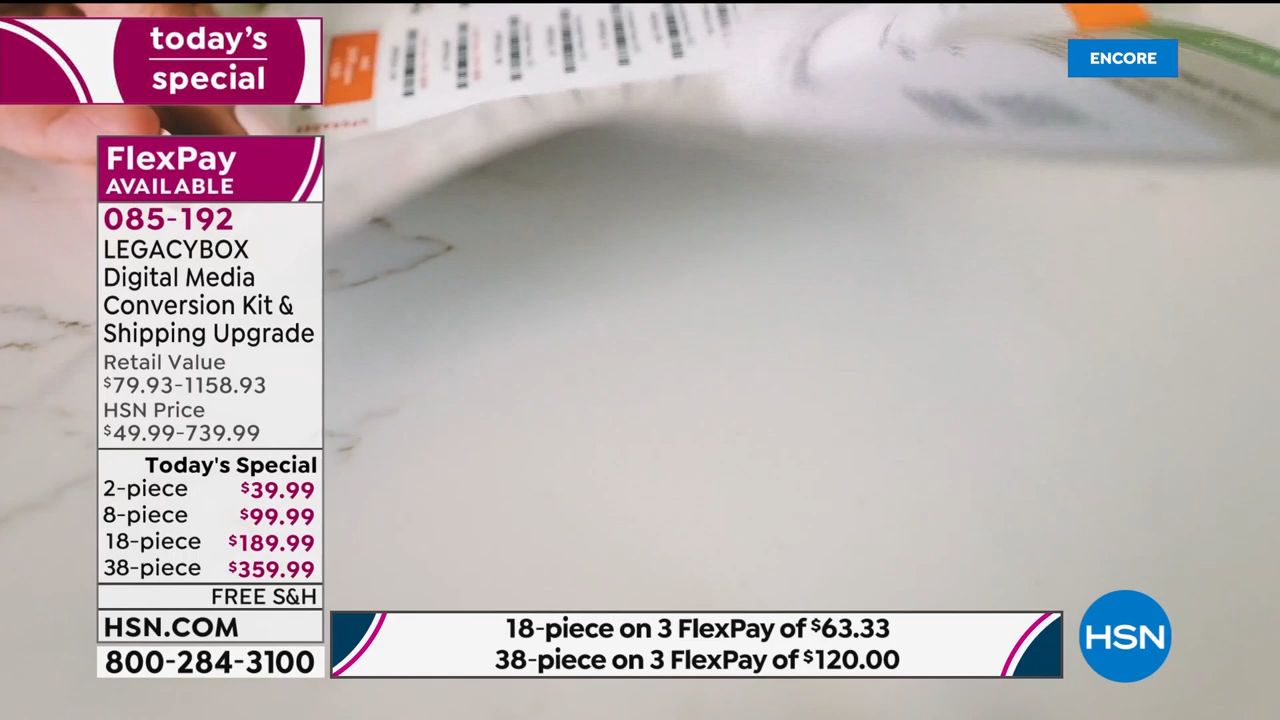 today's
special
ENCORE
FlexPay
AVAILABLE
085-192
LEGACYBOX
Digital Media
Conversion Kit &
Shipping Upgrade
Retail Value
$79.93-1158.93
HSN Price
$49.99-739.99
Today's Special
2-piece $39.99
8-piece $99.99
18-piece $189.99
38-piece $359.99
FREE S&H
HSN.COM
800-284-3100
18-piece on 3 FlexPay of $63.33
38-piece on 3 FlexPay of $120.00
HSN